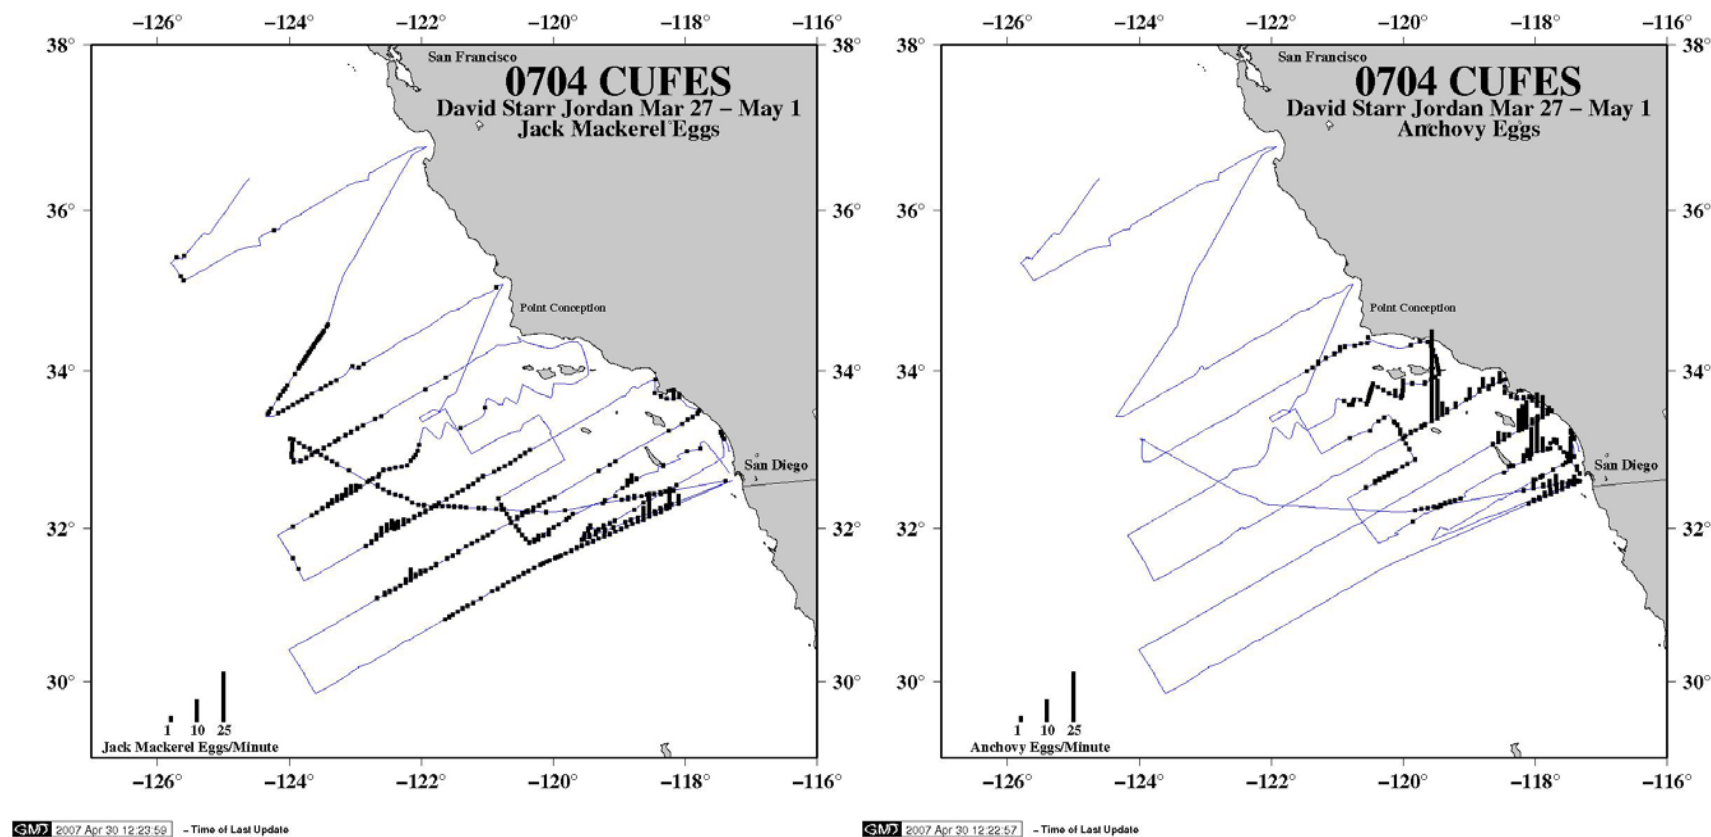 −126° −124° −122° −120° −118° −116°
38° 38°
San Francisco
0704 CUFES
David Starr Jordan Mar 27 − May 1
Jack Mackerel Eggs
36° 36°
Point Conception
34° 34°
San Diego
32° 32°
30° 30°
1 10 25
Jack Mackerel Eggs/Minute
−126° −124° −122° −120° −118° −116°
GMT 2007 Apr 30 12:23:59 − Time of Last Update
−126° −124° −122° −120° −118° −116°
38° 38°
San Francisco
0704 CUFES
David Starr Jordan Mar 27 − May 1
Anchovy Eggs
36° 36°
Point Conception
34° 34°
San Diego
32° 32°
30° 30°
1 10 25
Anchovy Eggs/Minute
−126° −124° −122° −120° −118° −116°
GMT 2007 Apr 30 12:22:57 − Time of Last Update